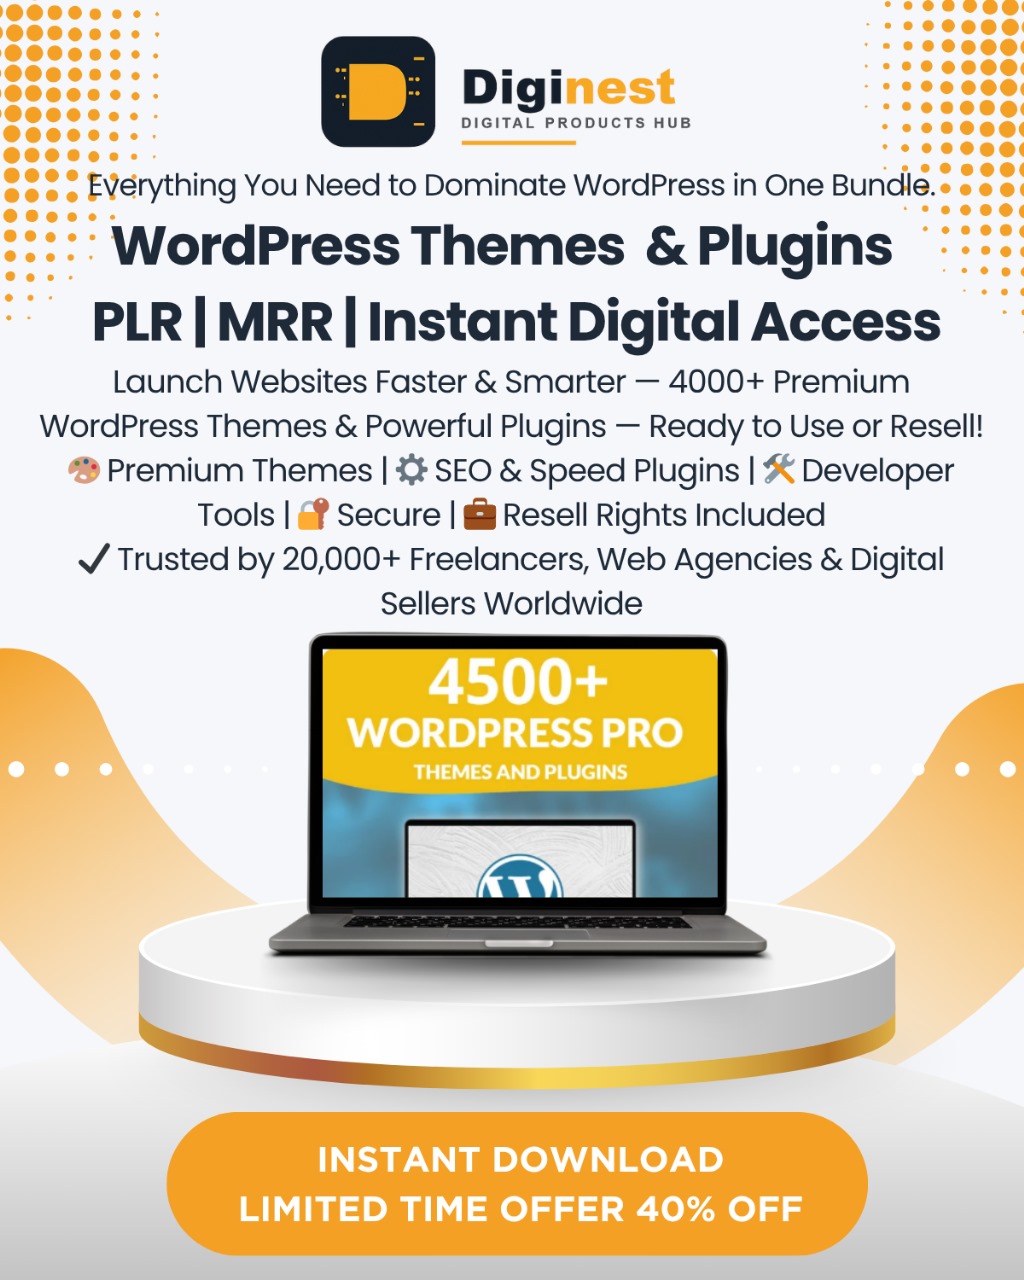 Diginest
DIGITAL PRODUCTS HUB
Everything You Need to Dominate WordPress in One Bundle.
WordPress Themes & Plugins
PLR | MRR | Instant Digital Access
Launch Websites Faster & Smarter — 4000+ Premium
WordPress Themes & Powerful Plugins — Ready to Use or Resell!
🎨 Premium Themes | ⚙️ SEO & Speed Plugins | 🛠️ Developer
Tools | 🔐 Secure | 💼 Resell Rights Included
✔️ Trusted by 20,000+ Freelancers, Web Agencies & Digital
Sellers Worldwide
4500+
WORDPRESS PRO
THEMES AND PLUGINS
INSTANT DOWNLOAD
LIMITED TIME OFFER 40% OFF